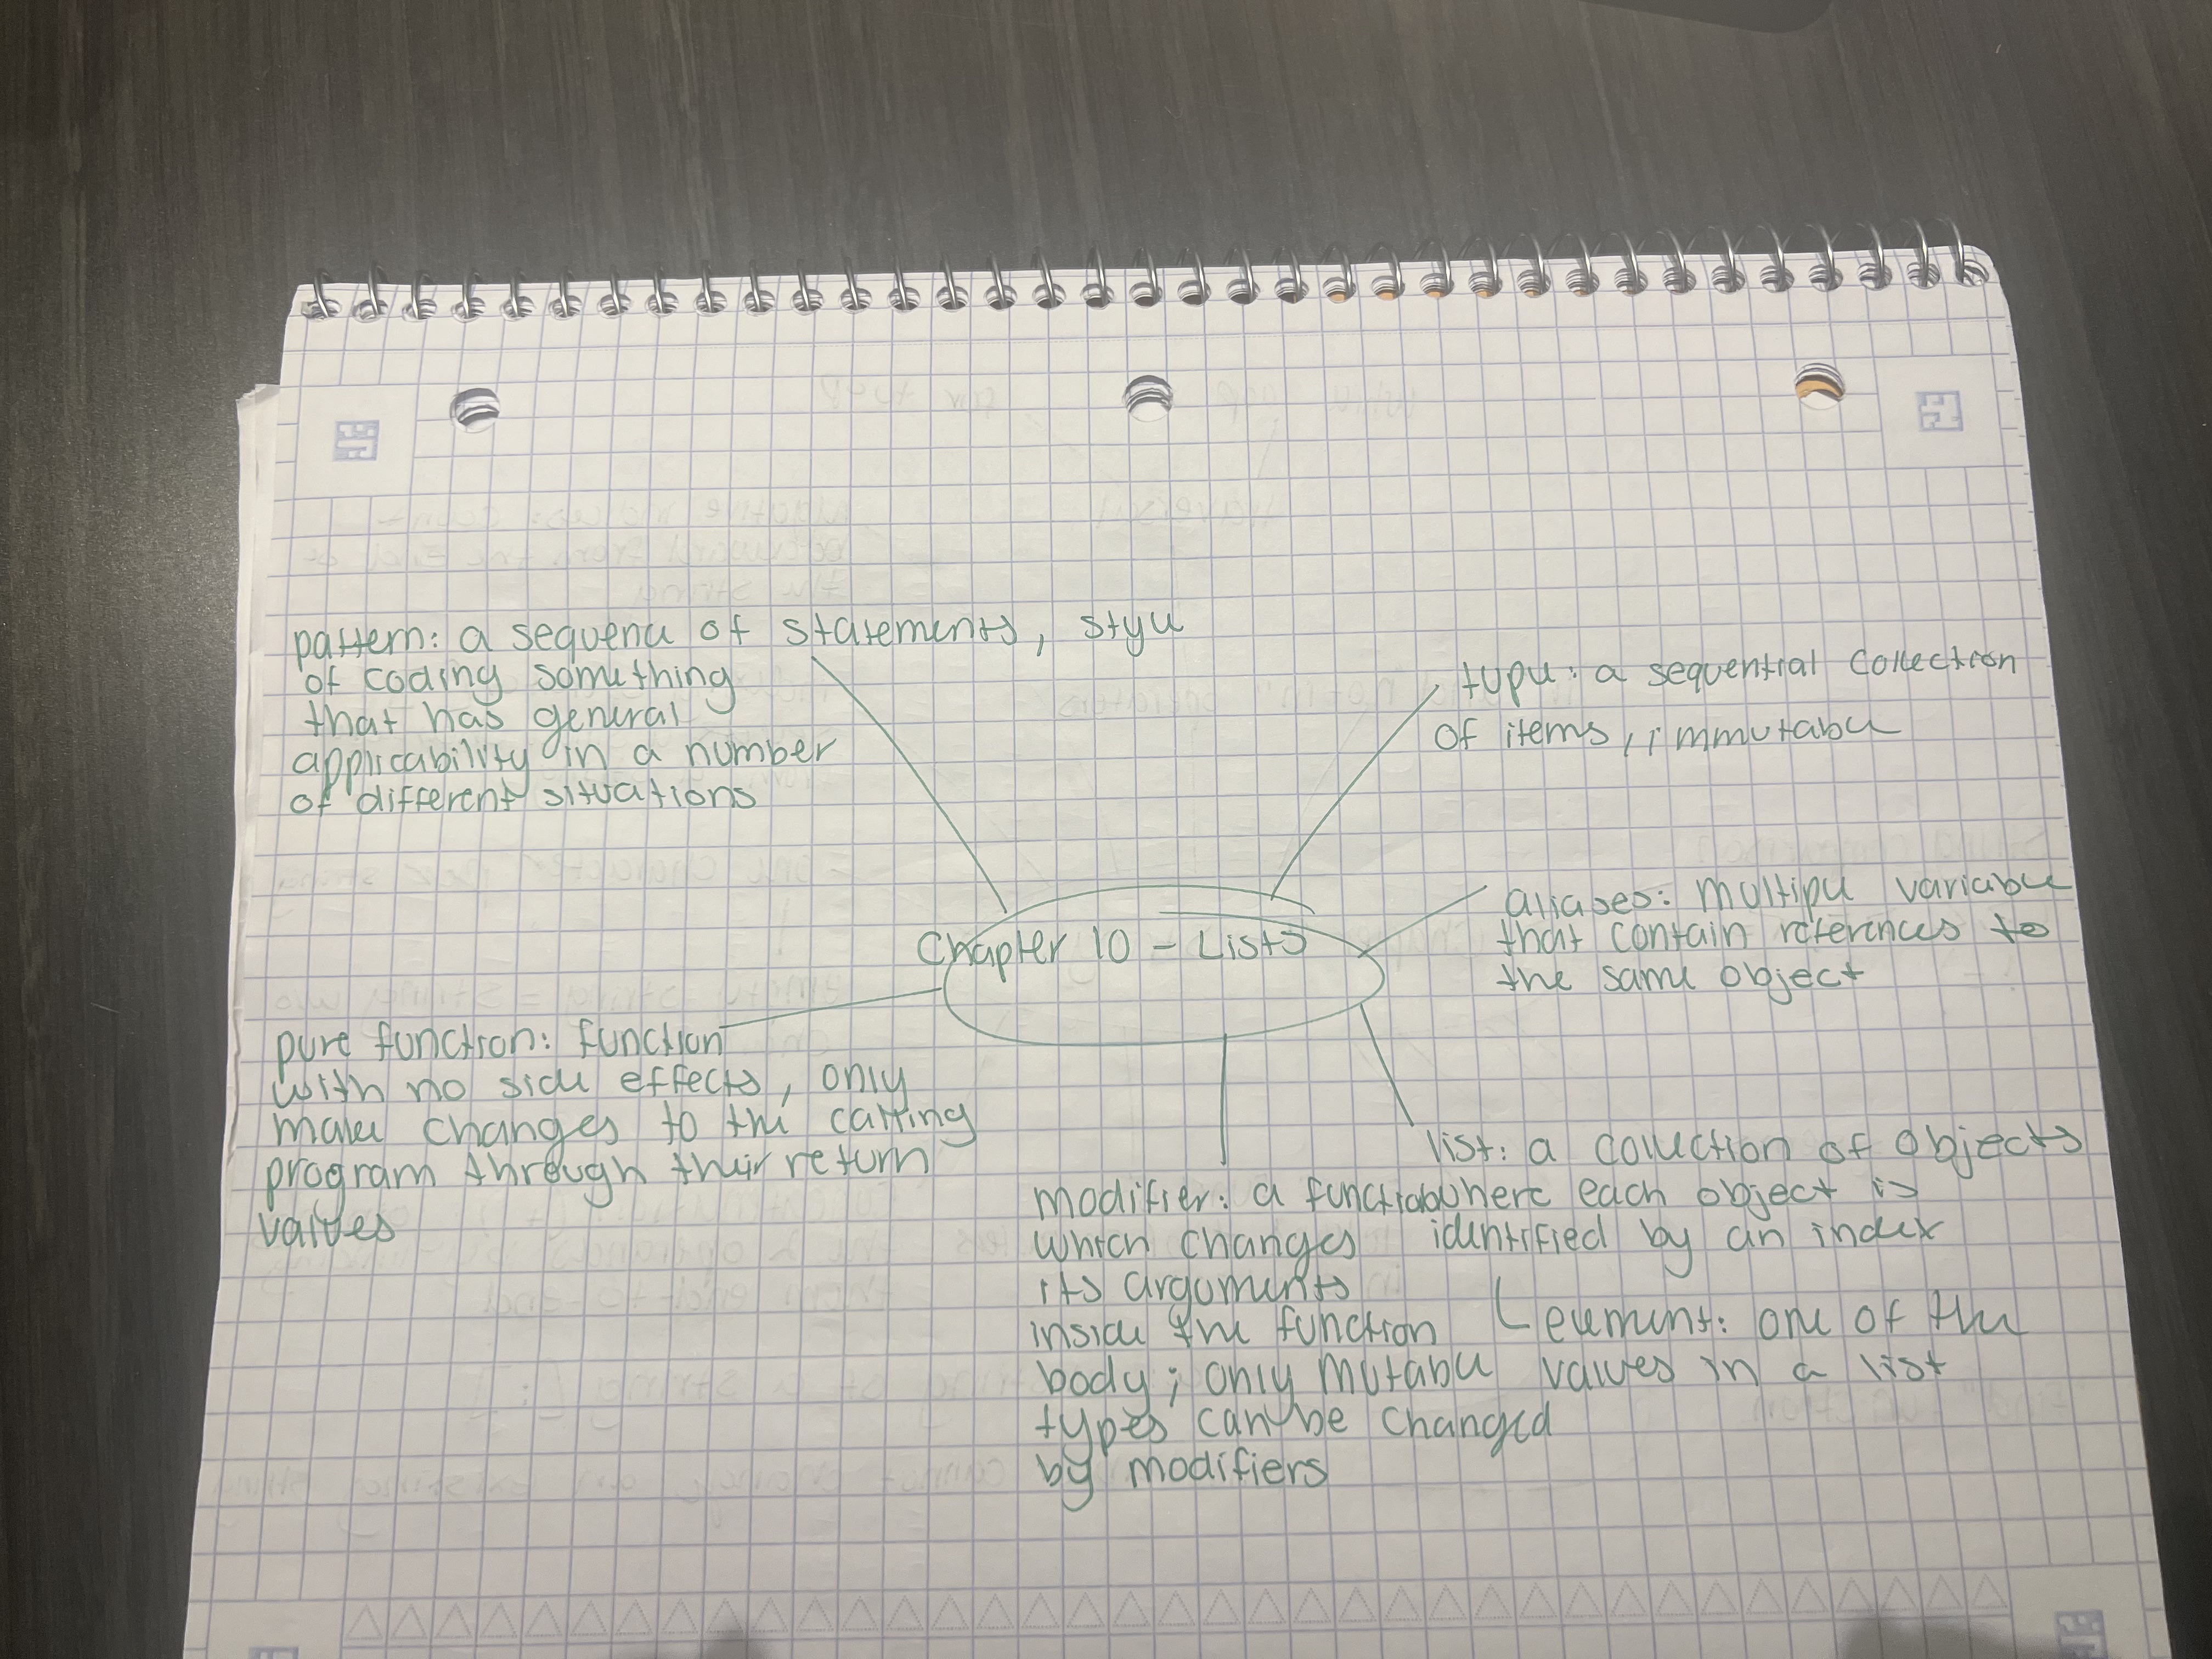 pattern: a sequence of statements, style
of coding something
that has general
applicability in a number
of different situations
tuple: a sequential collection
of items, immutable
Chapter 10 - Lists
aliases: multiple variable
that contain references to
the same object
pure function: function
with no side effects, only
make changes to the calling
program through their return
values
list: a collection of objects
where each object is
identified by an index
element: one of the
values in a list
modifier: a function
which changes
its arguments
inside the function
body; only mutable
types can be changed
by modifiers